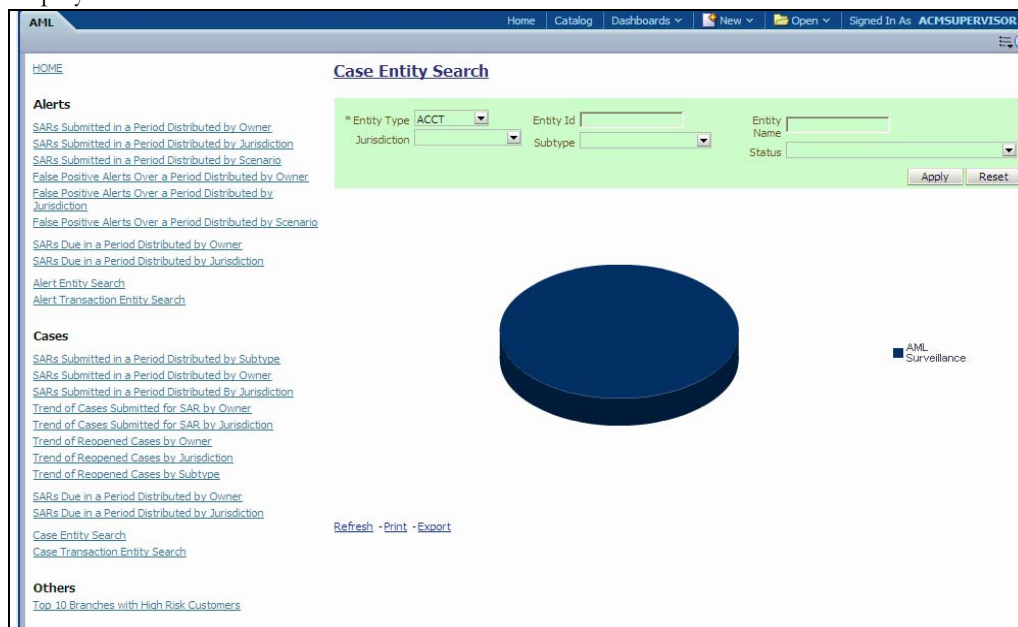 AML
Home Catalog Dashboards New Open Signed In As ACMSUPERVISOR
HOME
Alerts
SARs Submitted in a Period Distributed by Owner
SARs Submitted in a Period Distributed by Jurisdiction
SARs Submitted in a Period Distributed by Scenario
False Positive Alerts Over a Period Distributed by Owner
False Positive Alerts Over a Period Distributed by
Jurisdiction
False Positive Alerts Over a Period Distributed by Scenario
SARs Due in a Period Distributed by Owner
SARs Due in a Period Distributed by Jurisdiction
Alert Entity Search
Alert Transaction Entity Search
Cases
SARs Submitted in a Period Distributed by Subtype
SARs Submitted in a Period Distributed by Owner
SARs Submitted in a Period Distributed By Jurisdiction
Trend of Cases Submitted for SAR by Owner
Trend of Cases Submitted for SAR by Jurisdiction
Trend of Reopened Cases by Owner
Trend of Reopened Cases by Jurisdiction
Trend of Reopened Cases by Subtype
SARs Due in a Period Distributed by Owner
SARs Due in a Period Distributed by Jurisdiction
Case Entity Search
Case Transaction Entity Search
Others
Top 10 Branches with High Risk Customers
Case Entity Search
* Entity Type ACCT Entity Id Entity
Name
Jurisdiction Subtype Status
Apply Reset
AML
Surveillance
Refresh - Print - Export